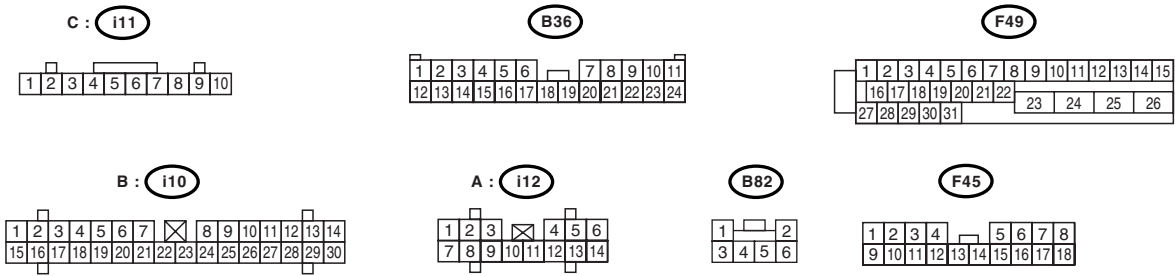 C : i11
B36
F49
1 2 3 4 5 6 7 8 9 10
1 2 3 4 5 6 7 8 9 10 11
12 13 14 15 16 17 18 19 20 21 22 23 24
1 2 3 4 5 6 7 8 9 10 11 12 13 14 15
16 17 18 19 20 21 22
23 24 25 26
27 28 29 30 31
B : i10
A : i12
B82
F45
1 2 3 4 5 6 7 8 9 10 11 12 13 14
15 16 17 18 19 20 21 22 23 24 25 26 27 28 29 30
1 2 3 4 5 6
7 8 9 10 11 12 13 14
1 2
3 4 5 6
1 2 3 4 5 6 7 8
9 10 11 12 13 14 15 16 17 18